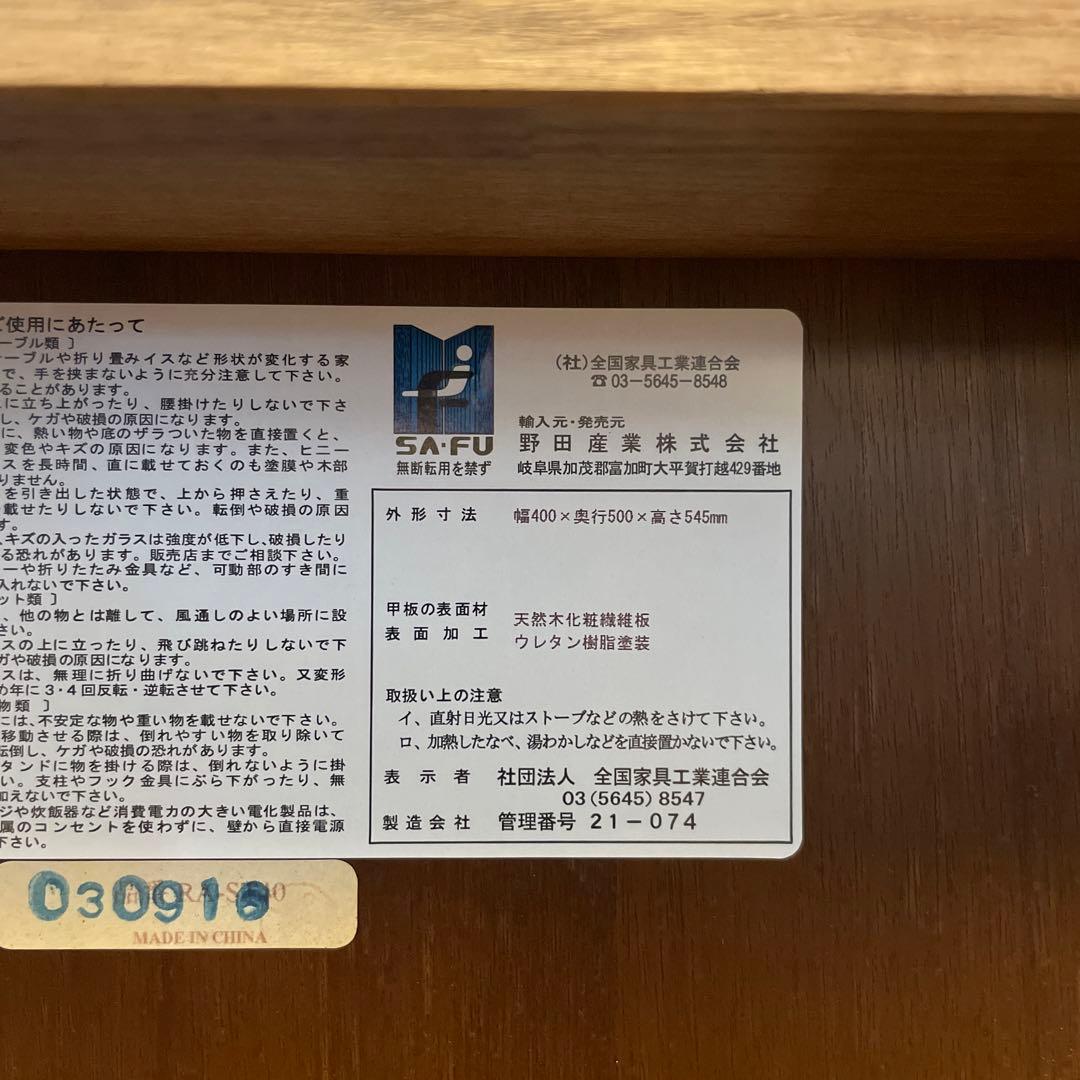 ご使用にあたって
ーブル類 〕
ーブルや折り畳みイスなど形状が変化する家
で、手を挟まないように充分注意して下さい。
ることがあります。
に立ち上がったり、腰掛けたりしないで下さ
し、ケガや破損の原因になります。
に、熱い物や底のザラついた物を直接置くと、
変色やキズの原因になります。また、ヒニー
スを長時間、直に載せておくのも塗膜や木部
りません。
を引き出した状態で、上から押さえたり、重
載せたりしないで下さい。転倒や破損の原因
す。
、キズの入ったガラスは強度が低下し、破損したり
る恐れがあります。販売店までご相談下さい。
ーや折りたたみ金具など、可動部のすき間に
入れないで下さい。
ット類 〕
、他の物とは離して、風通しのよい場所に設
さい。
スの上に立ったり、飛び跳ねたりしないで下
ガや破損の原因になります。
スは、無理に折り曲げないで下さい。又変形
め年に3・4回反転・逆転させて下さい。
物類 〕
には、不安定な物や重い物を載せないで下さい。
移動させる際は、倒れやすい物を取り除いて
転倒し、ケガや破損の恐れがあります。
タンドに物を掛ける際は、倒れないように掛
い。支柱やフック金具にぶら下がったり、無
加えないで下さい。
ジや炊飯器など消費電力の大きい電化製品は、
属のコンセントを使わずに、壁から直接電源
下さい。
SA·FU
無断転用を禁ず
(社)全国家具工業連合会
☎03-5645-8548
輸入元・発売元
野田産業株式会社
岐阜県加茂郡富加町大平賀打越429番地
外形寸法 幅400×奥行500×高さ545mm
甲板の表面材 天然木化粧繊維板
表面加工 ウレタン樹脂塗装
取扱い上の注意
イ、直射日光又はストーブなどの熱をさけて下さい。
ロ、加熱したなべ、湯わかしなどを直接置かないで下さい。
表示者 社団法人 全国家具工業連合会
03(5645)8547
製造会社 管理番号 21-074
030916
MADE IN CHINA